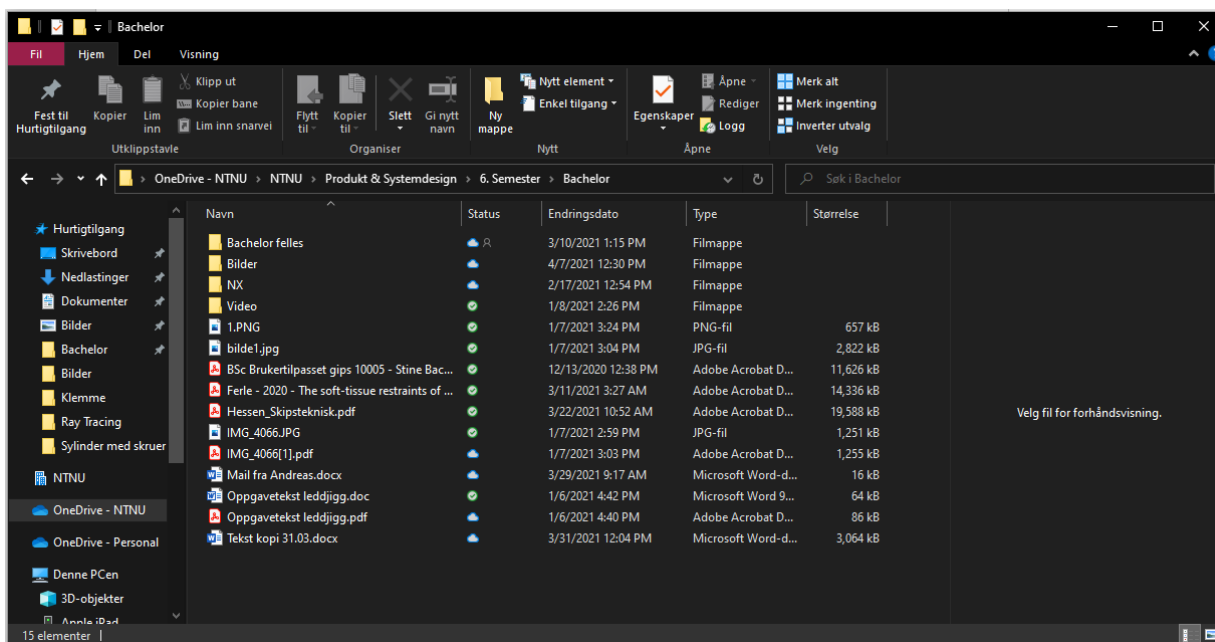 Bachelor
Fil Hjem Del Visning
Fest til Hurtigtilgang
Kopier
Lim inn
Klipp ut
Kopier bane
Lim inn snarvei
Utklippstavle
Flytt til
Kopier til
Slett
Gi nytt navn
Organiser
Ny mappe
Nytt element
Enkel tilgang
Nytt
Egenskaper
Åpne
Rediger
Logg
Åpne
Merk alt
Merk ingenting
Inverter utvalg
Velg
OneDrive - NTNU > NTNU > Produkt & Systemdesign > 6. Semester > Bachelor
Søk i Bachelor
Hurtigtilgang
Skrivebord
Nedlastinger
Dokumenter
Bilder
Bachelor
Bilder
Klemme
Ray Tracing
Sylinder med skruer
NTNU
OneDrive - NTNU
OneDrive - Personal
Denne PCen
3D-objekter
Apple iPad
Navn Status Endringsdato Type Størrelse
Bachelor felles 3/10/2021 1:15 PM Filmappe
Bilder 4/7/2021 12:30 PM Filmappe
NX 2/17/2021 12:54 PM Filmappe
Video 1/8/2021 2:26 PM Filmappe
1.PNG 1/7/2021 3:24 PM PNG-fil 657 kB
bilde1.jpg 1/7/2021 3:04 PM JPG-fil 2,822 kB
BSc Brukertilpasset gips 10005 - Stine Bac... 12/13/2020 12:38 PM Adobe Acrobat D... 11,626 kB
Ferle - 2020 - The soft-tissue restraints of ... 3/11/2021 3:27 AM Adobe Acrobat D... 14,336 kB
Hessen_Skipsteknisk.pdf 3/22/2021 10:52 AM Adobe Acrobat D... 19,588 kB
IMG_4066.JPG 1/7/2021 2:59 PM JPG-fil 1,251 kB
IMG_4066[1].pdf 1/7/2021 3:03 PM Adobe Acrobat D... 1,255 kB
Mail fra Andreas.docx 3/29/2021 9:17 AM Microsoft Word-d... 16 kB
Oppgavetekst leddjigg.doc 1/6/2021 4:42 PM Microsoft Word 9... 64 kB
Oppgavetekst leddjigg.pdf 1/6/2021 4:40 PM Adobe Acrobat D... 86 kB
Tekst kopi 31.03.docx 3/31/2021 12:04 PM Microsoft Word-d... 3,064 kB
Velg fil for forhåndsvisning.
15 elementer